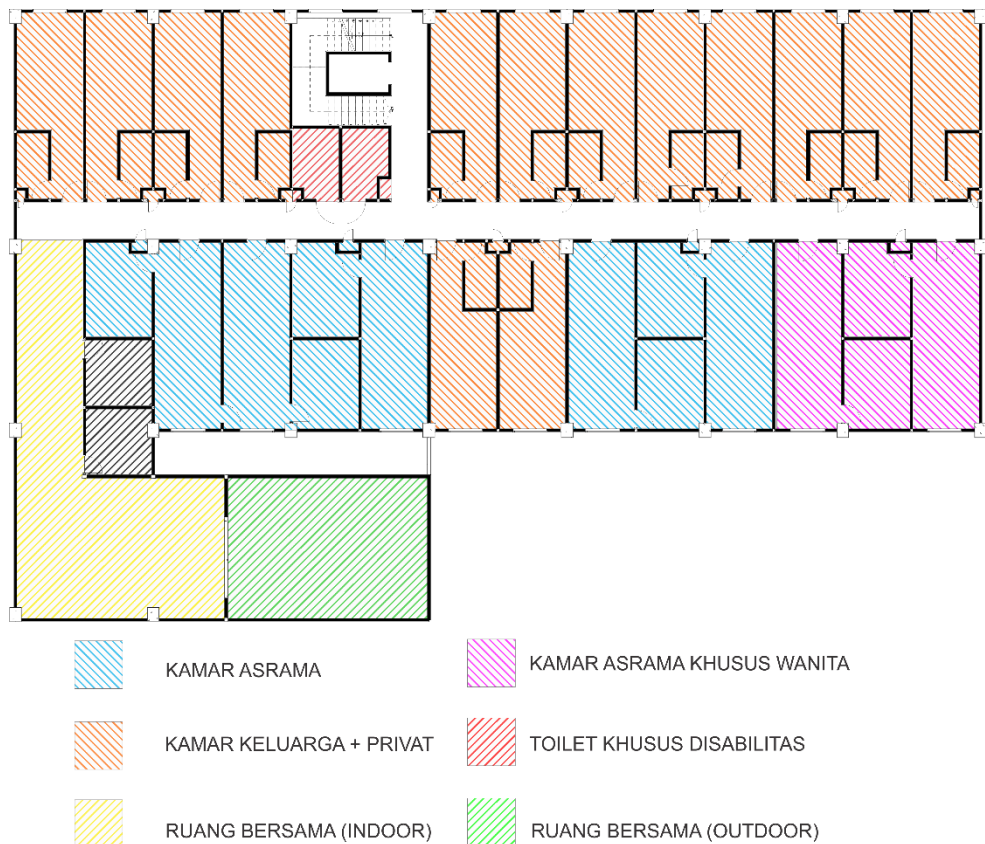 KAMAR ASRAMA
KAMAR ASRAMA KHUSUS WANITA
KAMAR KELUARGA + PRIVAT
TOILET KHUSUS DISABILITAS
RUANG BERSAMA (INDOOR)
RUANG BERSAMA (OUTDOOR)